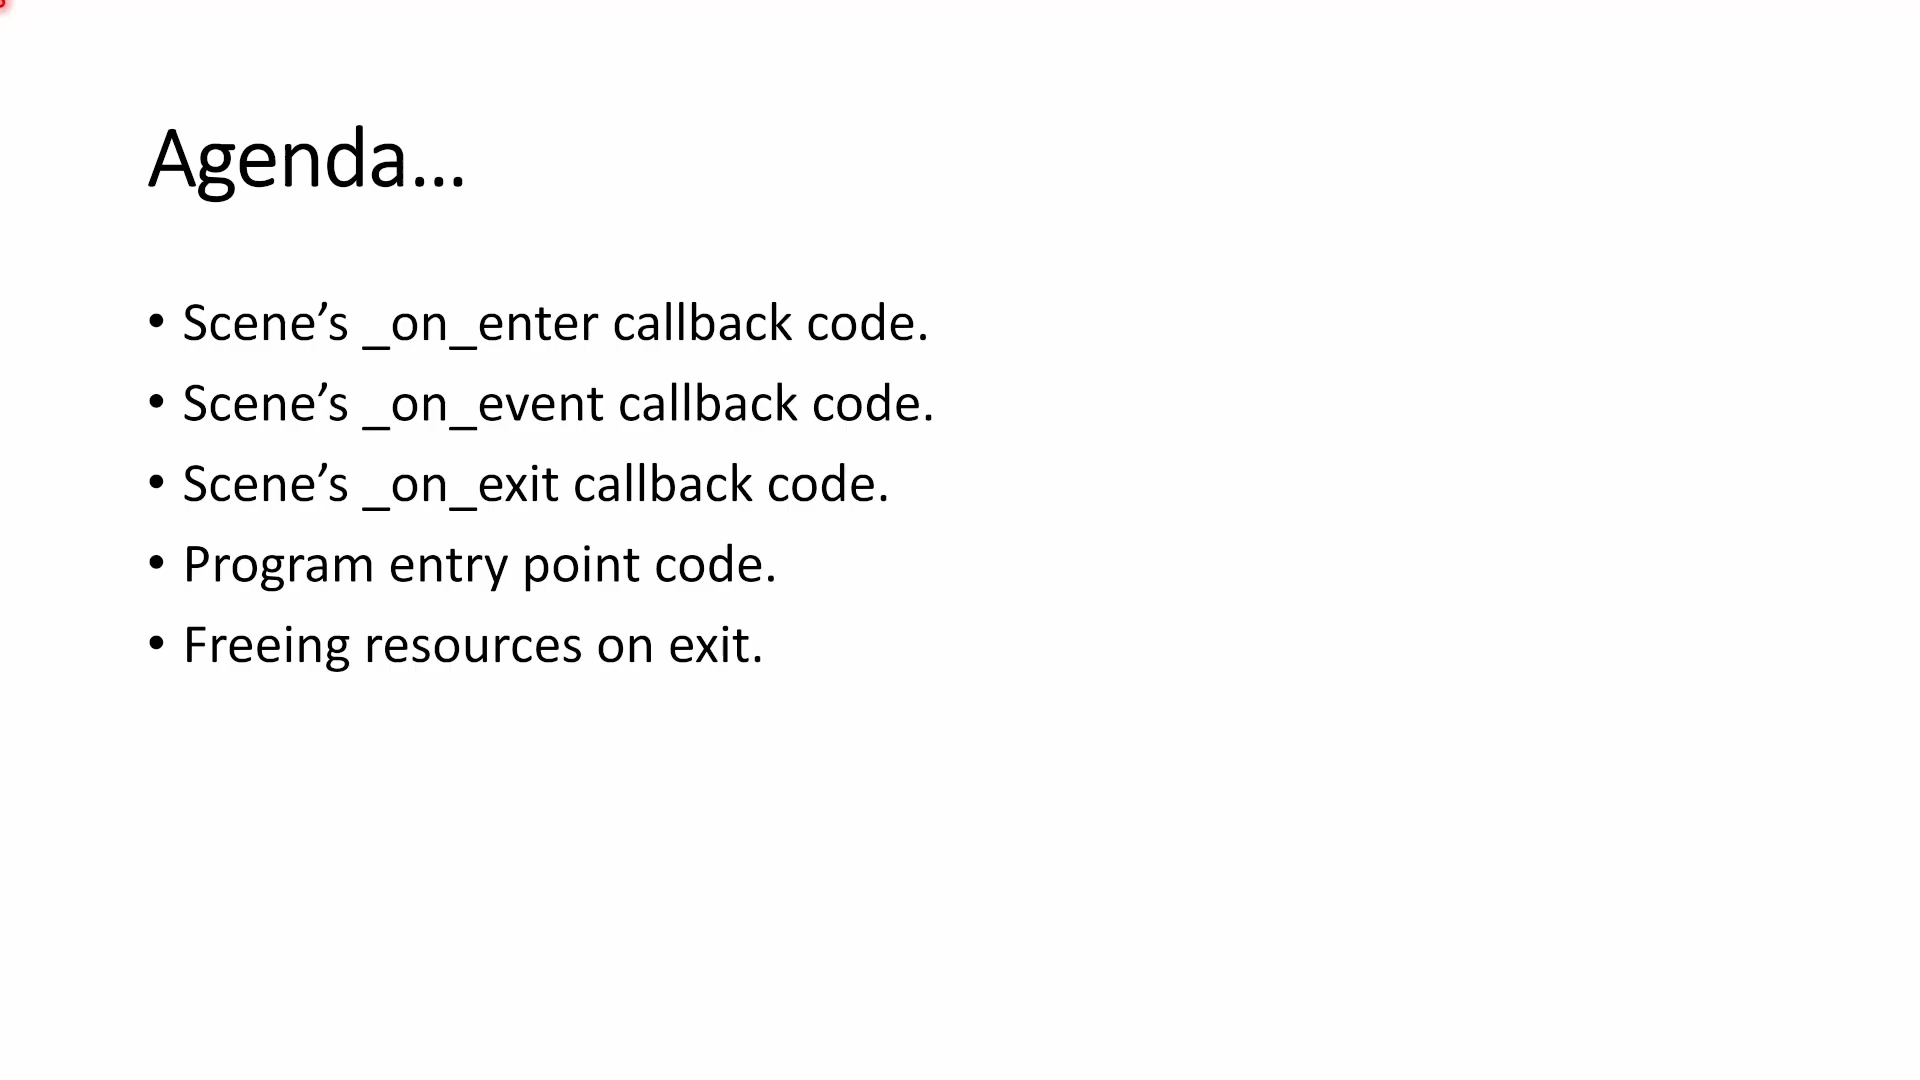 Agenda...
• Scene’s _on_enter callback code.
• Scene’s _on_event callback code.
• Scene’s _on_exit callback code.
• Program entry point code.
• Freeing resources on exit.